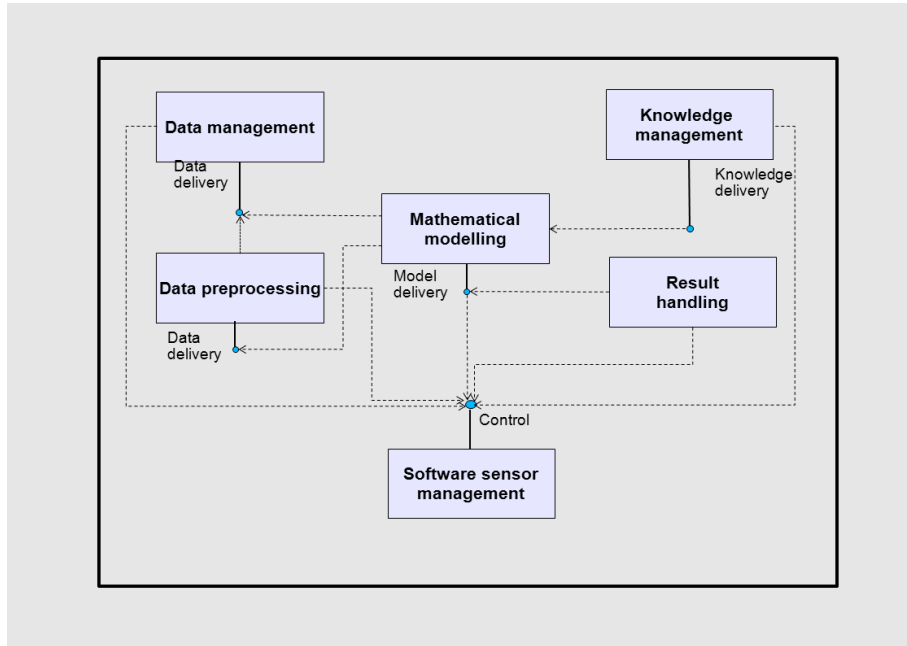 Data management
Knowledge
management
Data
delivery
Knowledge
delivery
Mathematical
modelling
Data preprocessing
Model
delivery
Result
handling
Data
delivery
Control
Software sensor
management